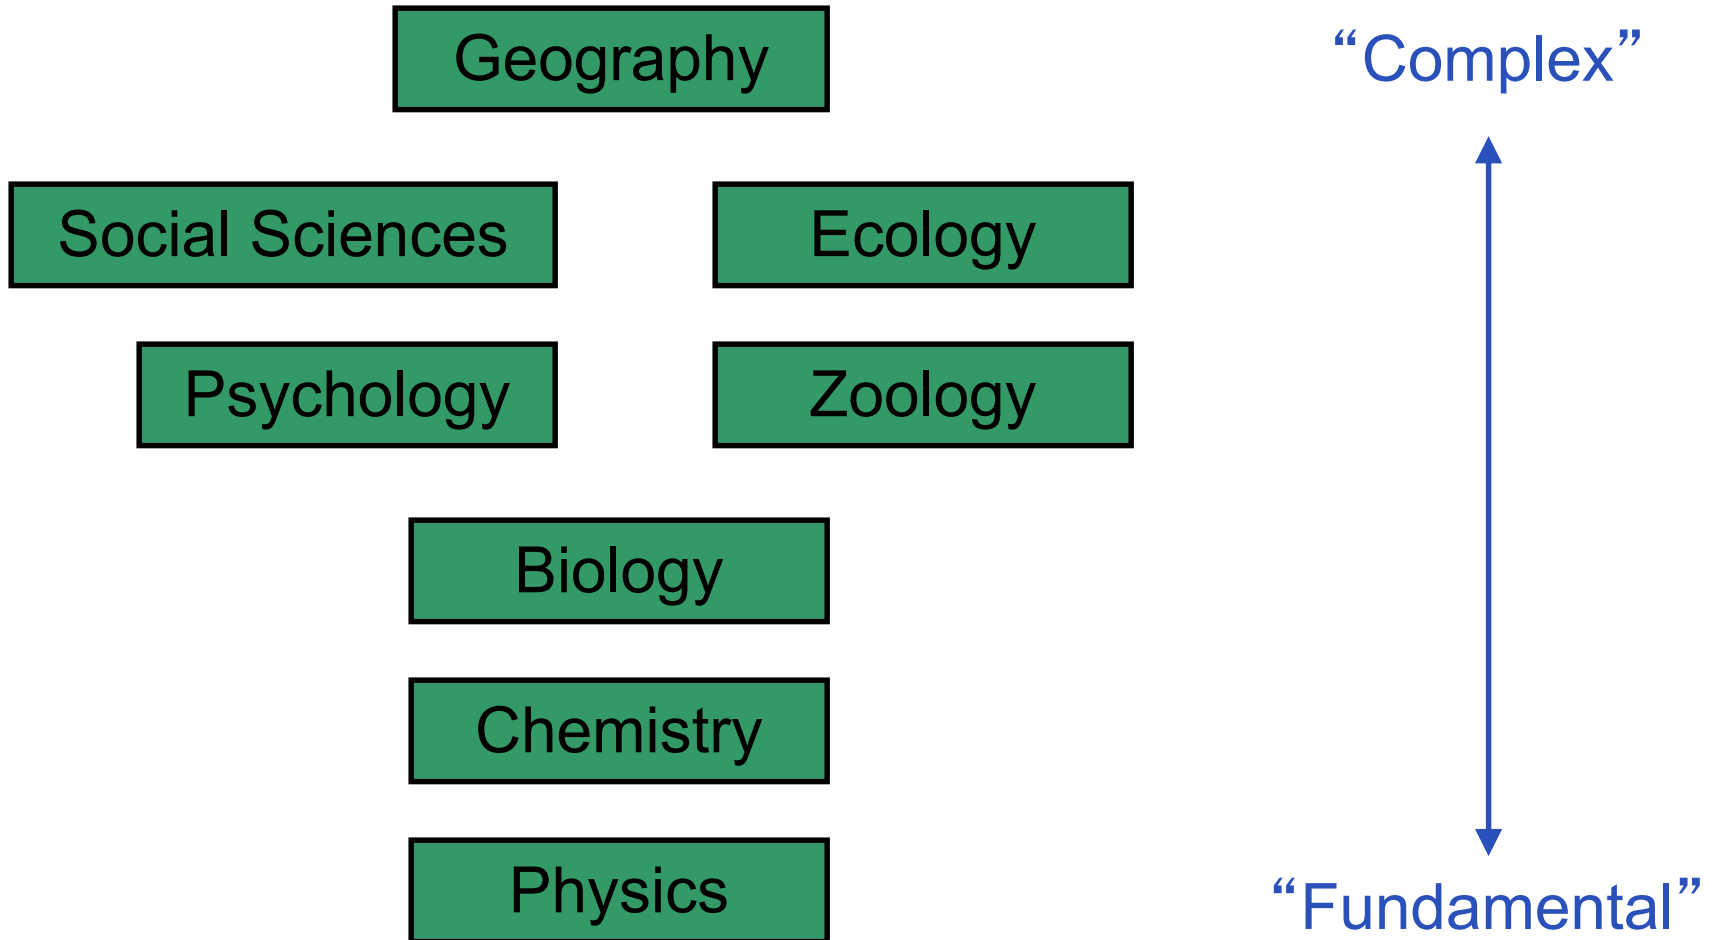 Geography
“Complex”
Social Sciences
Ecology
Psychology
Zoology
Biology
Chemistry
Physics
“Fundamental”